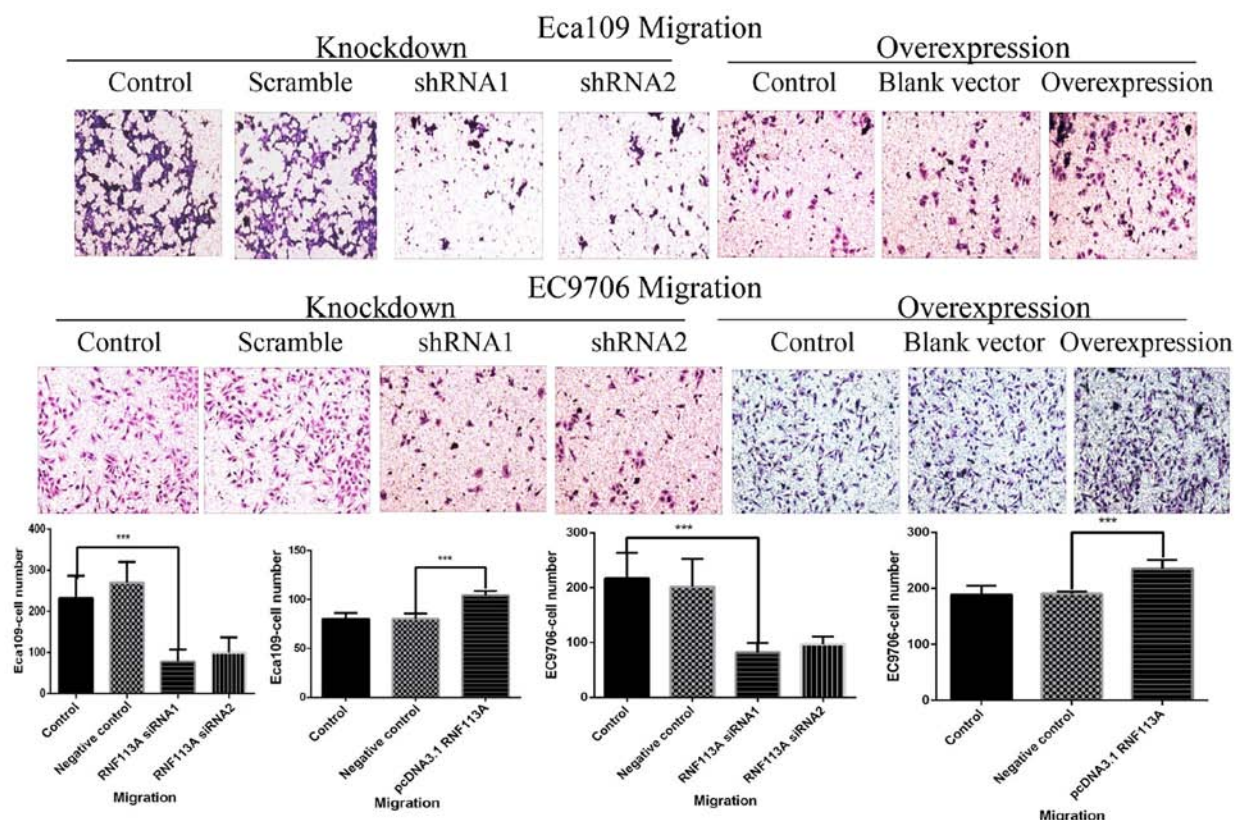 Eca109 Migration
Knockdown Overexpression
Control Scramble shRNA1 shRNA2 Control Blank vector Overexpression
EC9706 Migration
Knockdown Overexpression
Control Scramble shRNA1 shRNA2 Control Blank vector Overexpression
Eca109-cell number
400
300
200
100
0
***
Control
Negative control
RNF113A siRNA1
RNF113A siRNA2
Migration
Eca109-cell number
150
100
50
0
***
Control
Negative control
pcDNA3.1 RNF113A
Migration
EC9706-cell number
300
200
100
0
***
Control
Negative control
RNF113A siRNA1
RNF113A siRNA2
Migration
EC9706-cell number
300
200
100
0
***
Control
Negative control
pcDNA3.1 RNF113A
Migration